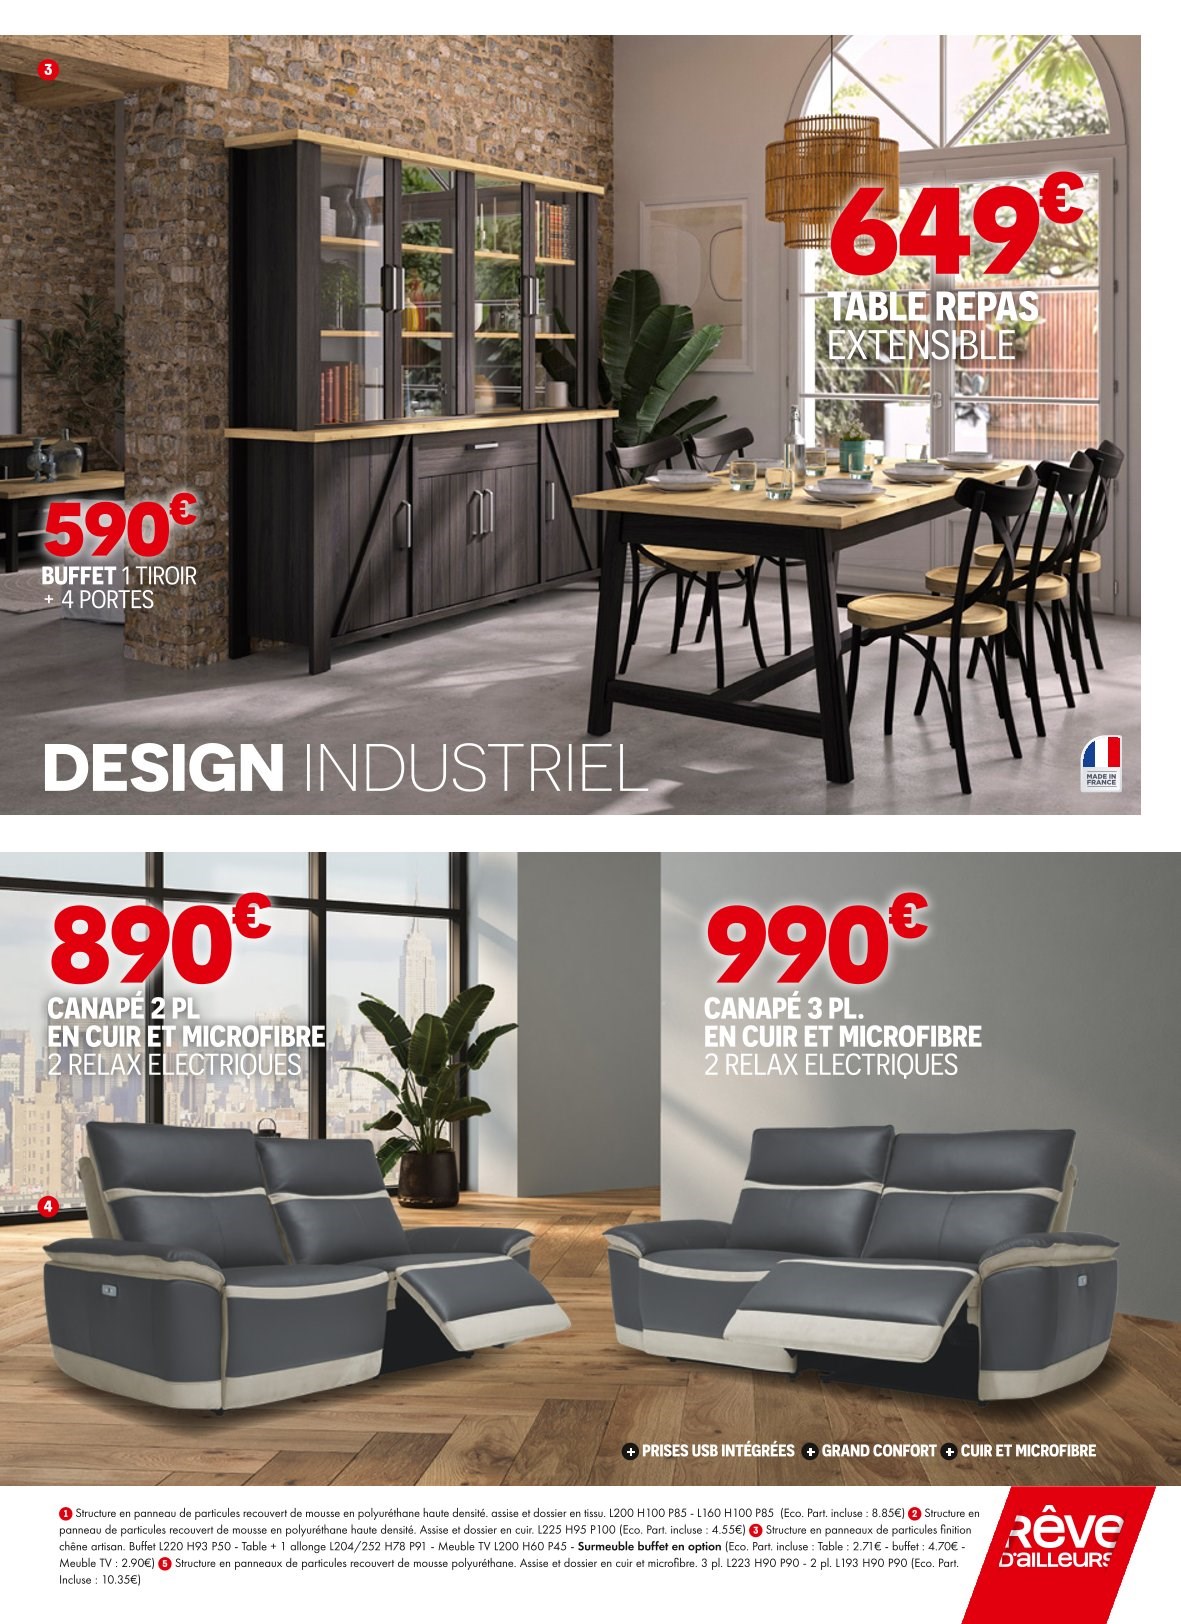 3
649€
TABLE REPAS
EXTENSIBLE
590€
BUFFET 1 TIROIR
+ 4 PORTES
DESIGN INDUSTRIEL
MADE IN
FRANCE
890€
CANAPÉ 2 PL
EN CUIR ET MICROFIBRE
2 RELAX ELECTRIQUES
990€
CANAPÉ 3 PL.
EN CUIR ET MICROFIBRE
2 RELAX ELECTRIQUES
4
+ PRISES USB INTÉGRÉES + GRAND CONFORT + CUIR ET MICROFIBRE
1 Structure en panneau de particules recouvert de mousse en polyuréthane haute densité. assise et dossier en tissu. L200 H100 P85 - L160 H100 P85 (Eco. Part. incluse : 8.85€) 2 Structure en
panneau de particules recouvert de mousse en polyuréthane haute densité. Assise et dossier en cuir. L225 H95 P100 (Eco. Part. incluse : 4.55€) 3 Structure en panneaux de particules finition
chêne artisan. Buffet L220 H93 P50 - Table + 1 allonge L204/252 H78 P91 - Meuble TV L200 H60 P45 - Surmeuble buffet en option (Eco. Part. incluse : Table : 2.71€ - buffet : 4.70€ -
Meuble TV : 2.90€) 5 Structure en panneaux de particules recouvert de mousse polyuréthane. Assise et dossier en cuir et microfibre. 3 pl. L223 H90 P90 - 2 pl. L193 H90 P90 (Eco. Part.
Incluse : 10.35€)
RêVe
D'AILLEURS